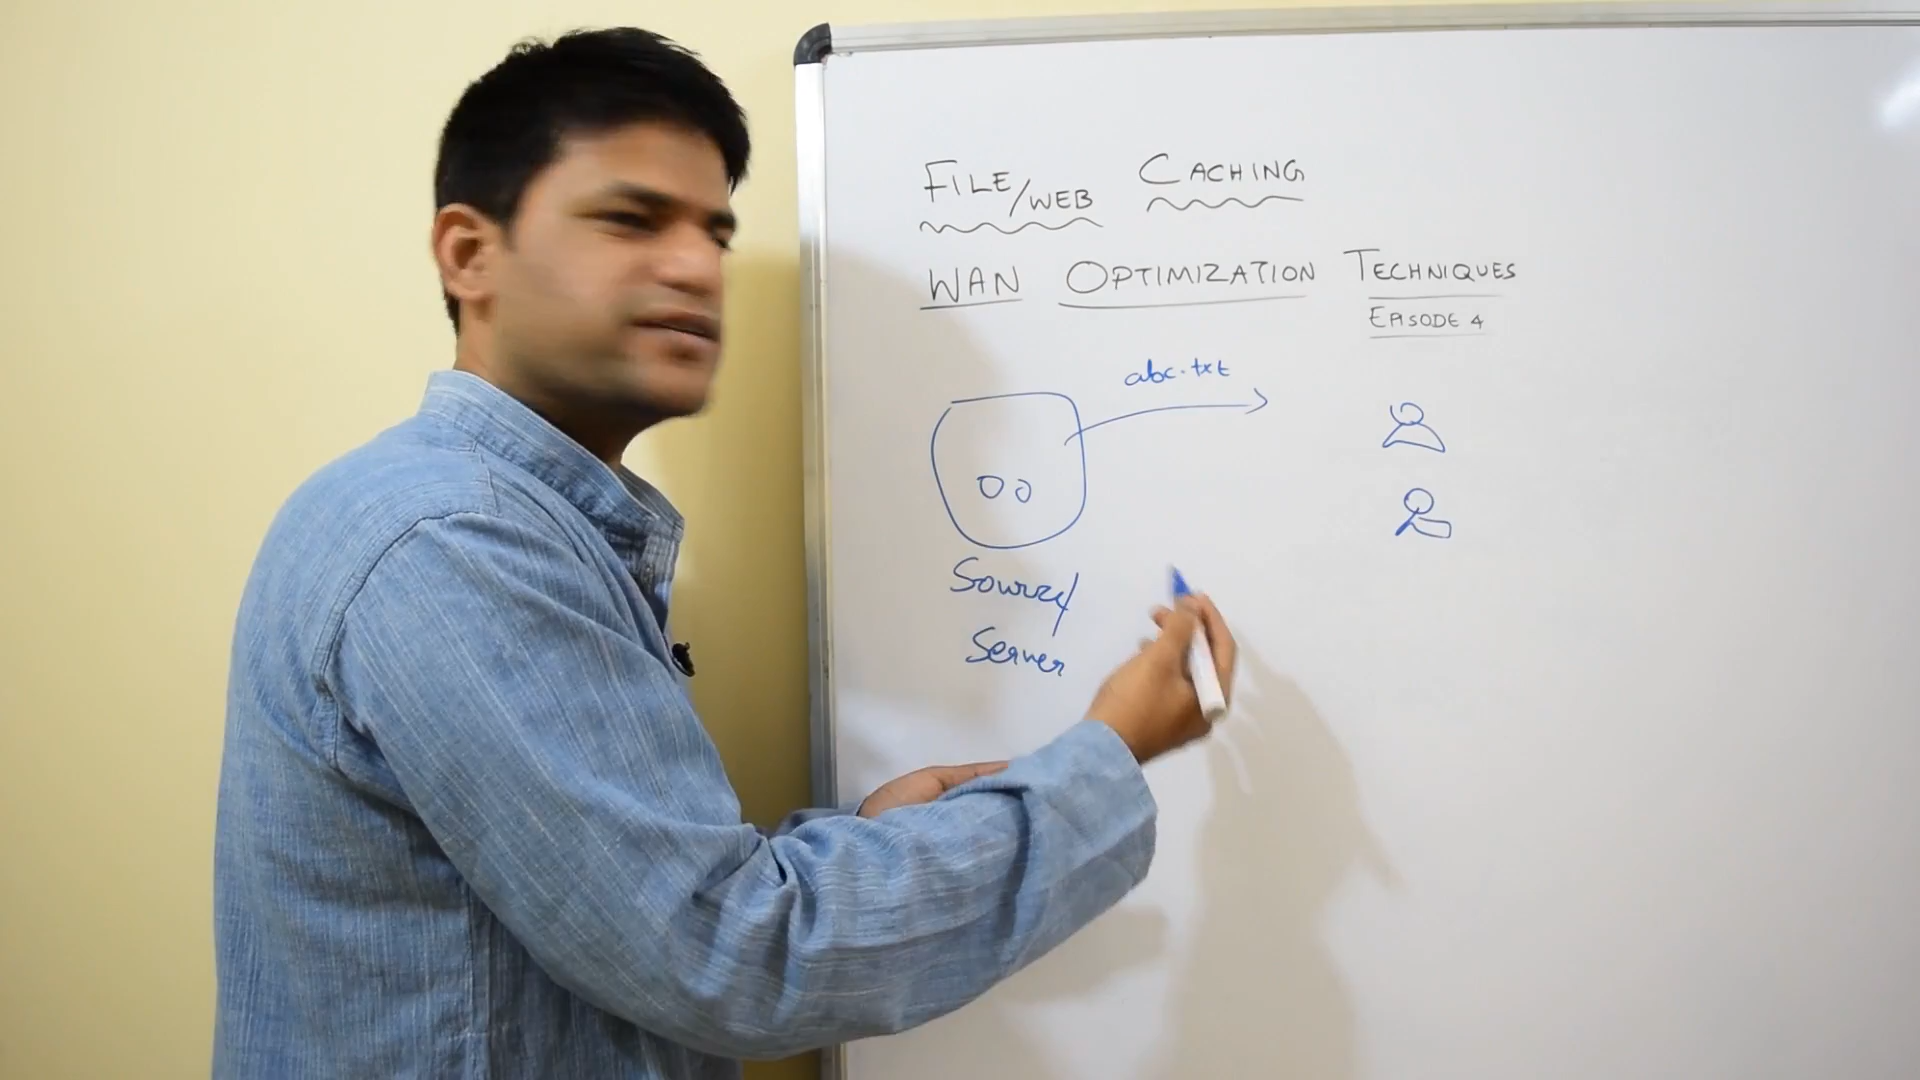 FILE/WEB CACHING
WAN OPTIMIZATION TECHNIQUES
EPISODE 4
abc.txt
Source/
Server